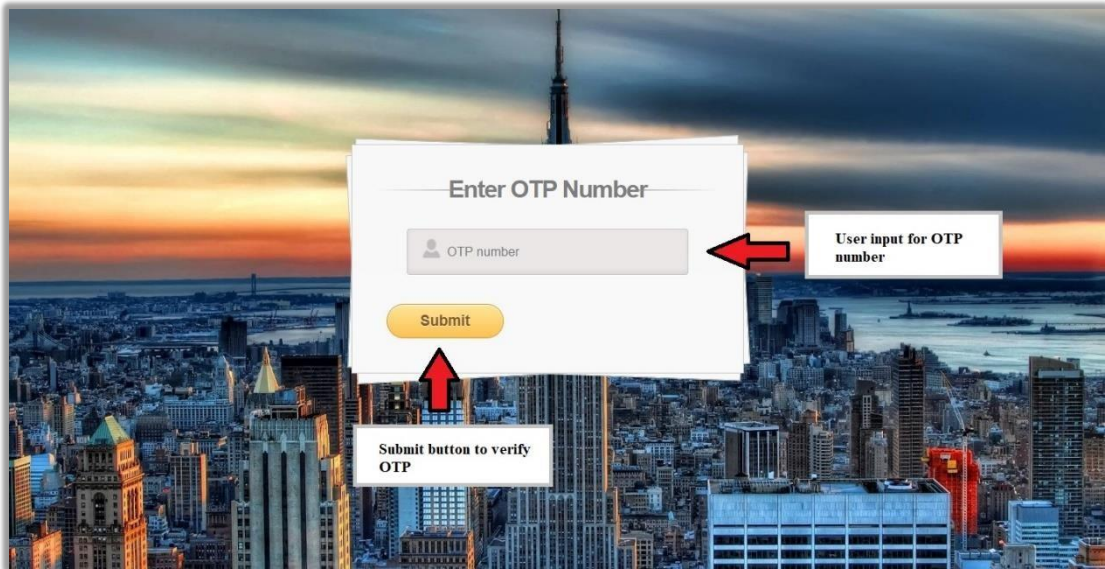 Enter OTP Number
OTP number
User input for OTP
number
Submit
Submit button to verify
OTP